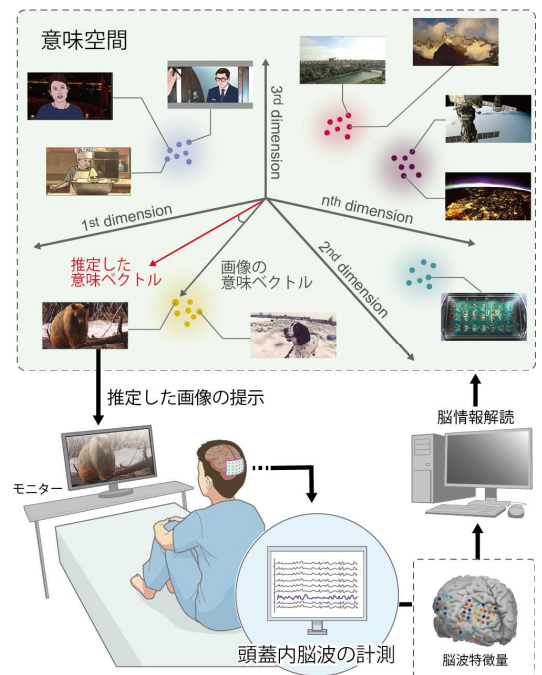 意味空間
3rd dimension
1st dimension
nth dimension
2nd dimension
推定した
意味ベクトル
画像の
意味ベクトル
推定した画像の提示
脳情報解読
モニター
頭蓋内脳波の計測
脳波特徴量